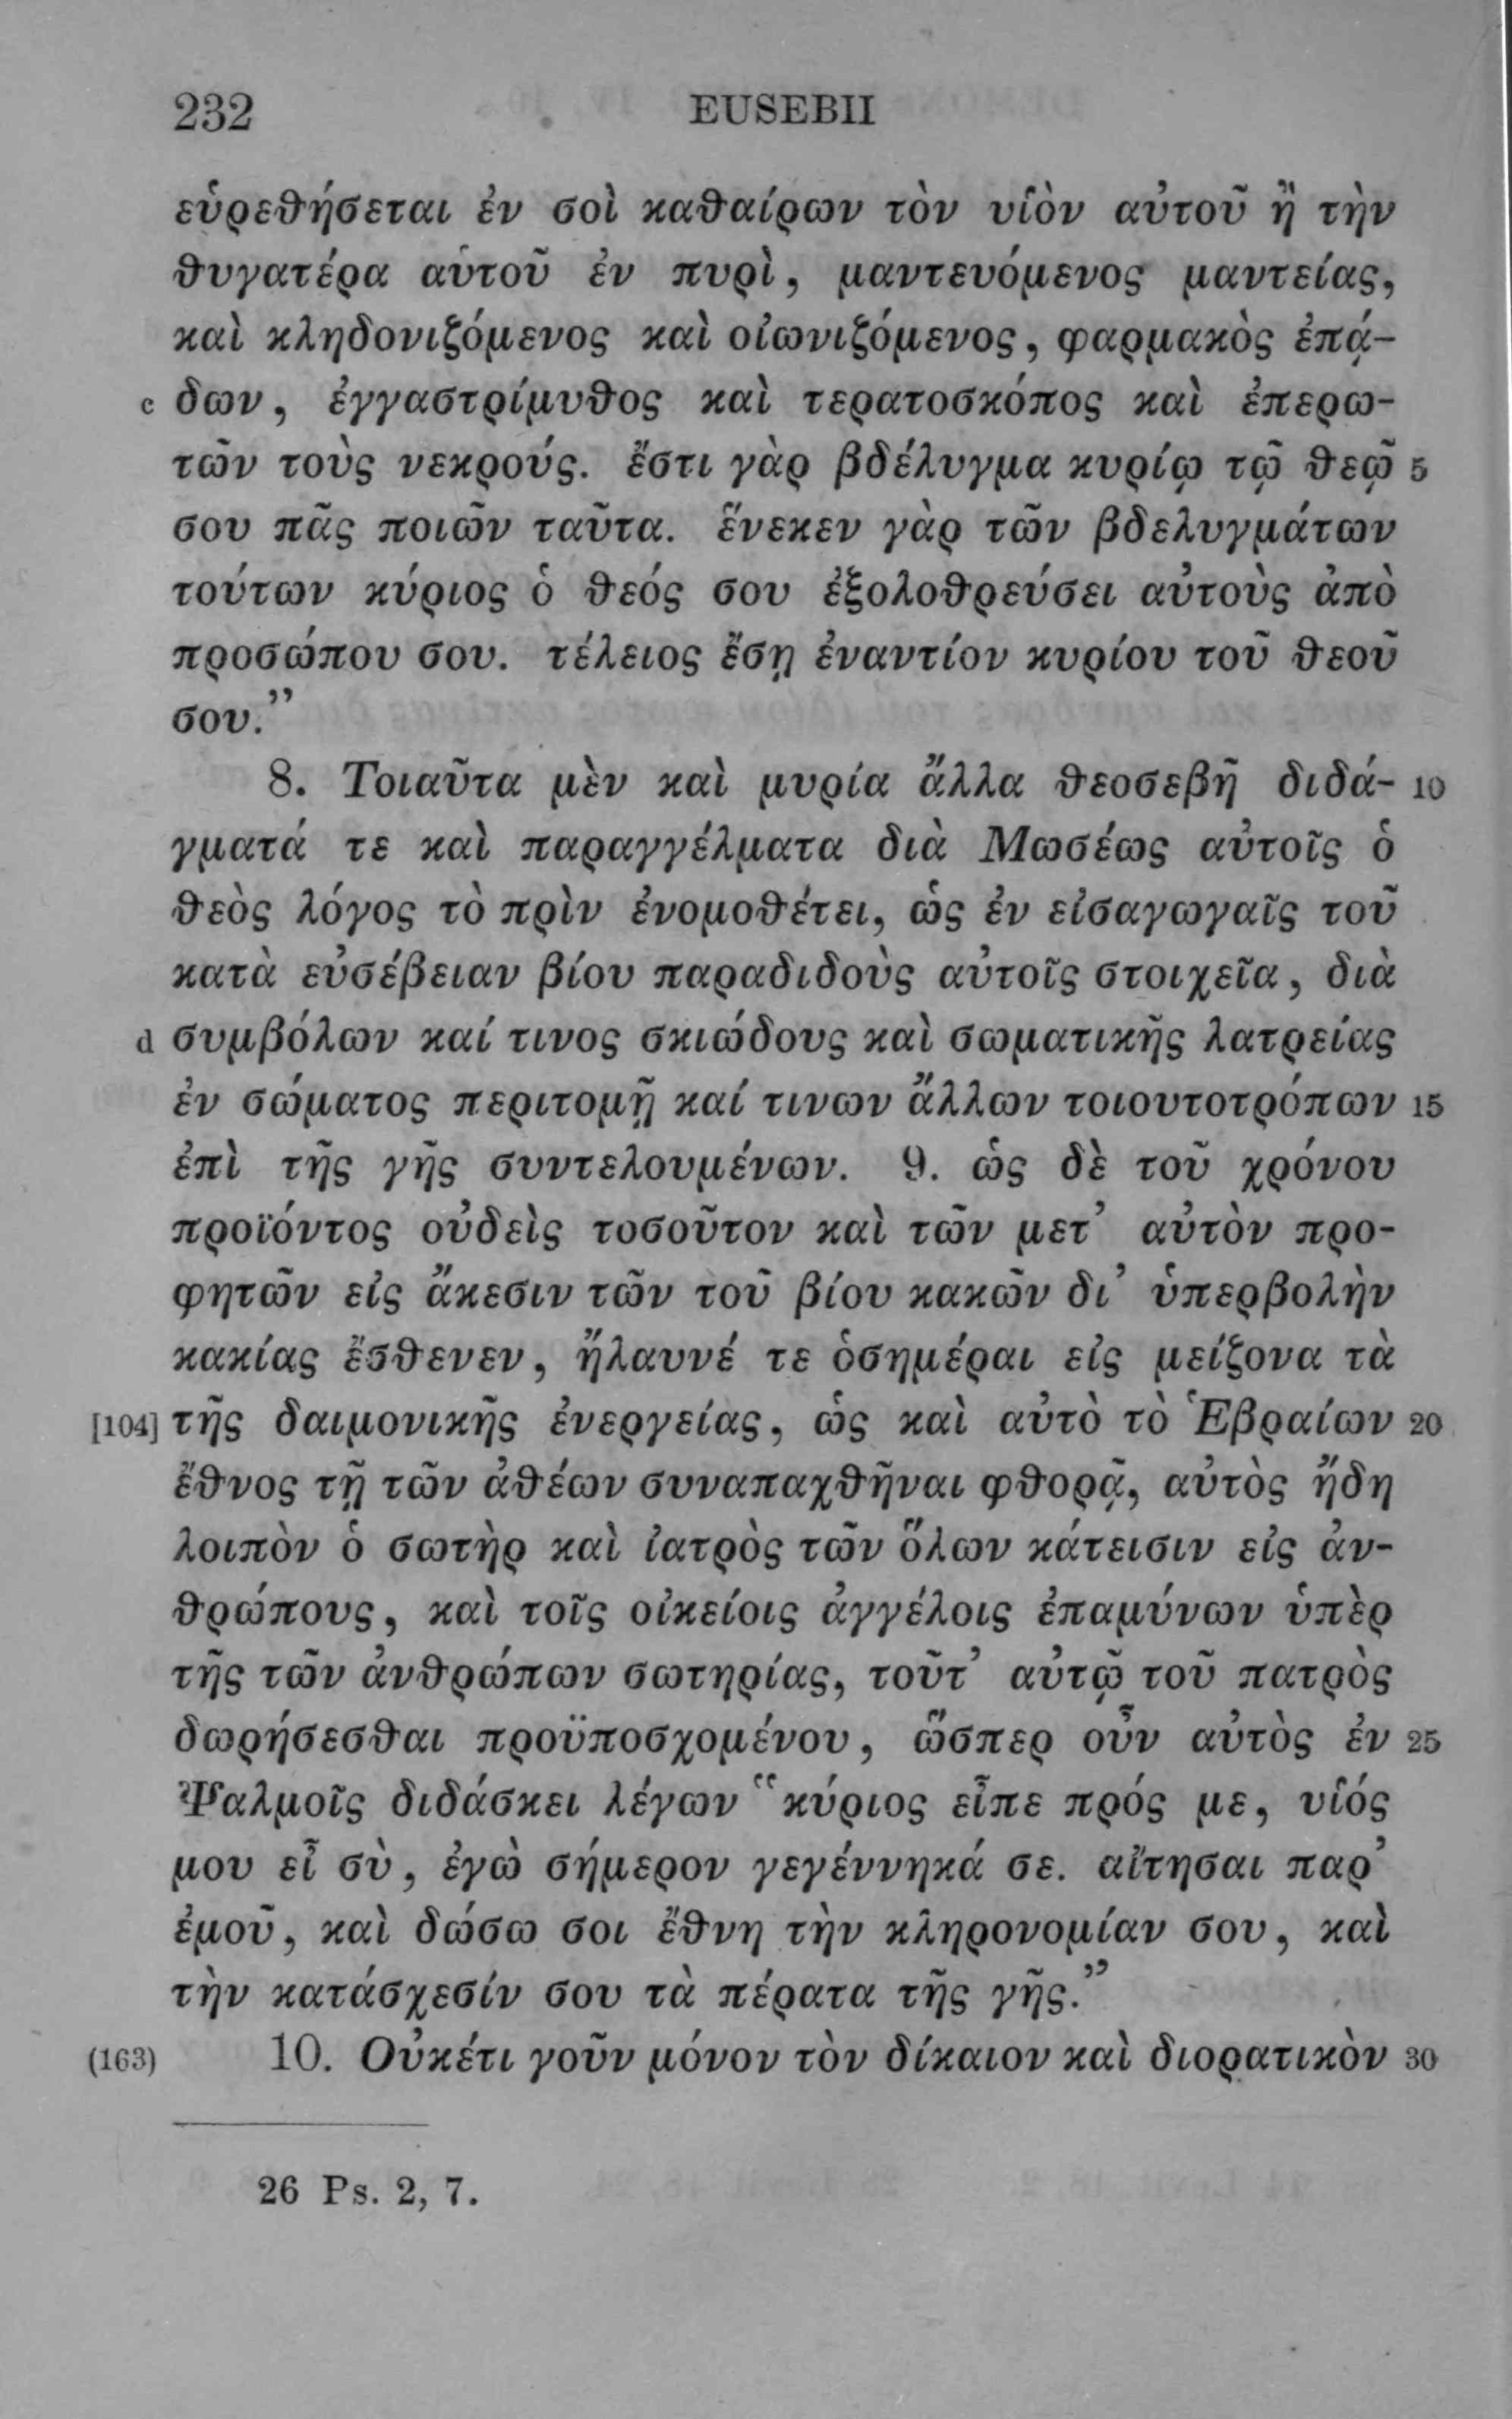 232 EUSEBII
εὑρεθήσεται ἐν σοὶ καθαίρων τὸν υἱὸν αὐτοῦ ἢ τὴν
θυγατέρα αὑτοῦ ἐν πυρὶ, μαντευόμενος μαντείας,
καὶ κληδονιζόμενος καὶ οἰωνιζόμενος, φαρμακὸς ἐπᾴ-
c δων, ἐγγαστρίμυθος καὶ τερατοσκόπος καὶ ἐπερω-
τῶν τοὺς νεκρούς. ἔστι γὰρ βδέλυγμα κυρίῳ τῷ θεῷ 5
σου πᾶς ποιῶν ταῦτα. ἕνεκεν γὰρ τῶν βδελυγμάτων
τούτων κύριος ὁ θεός σου ἐξολοθρεύσει αὐτοὺς ἀπὸ
προσώπου σου. τέλειος ἔσῃ ἐναντίον κυρίου τοῦ θεοῦ
σου.”
8. Τοιαῦτα μὲν καὶ μυρία ἄλλα θεοσεβῆ διδά- 10
γματά τε καὶ παραγγέλματα διὰ Μωσέως αὐτοῖς ὁ
θεὸς λόγος τὸ πρὶν ἐνομοθέτει, ὡς ἐν εἰσαγωγαῖς τοῦ
κατὰ εὐσέβειαν βίου παραδιδοὺς αὐτοῖς στοιχεῖα, διὰ
d συμβόλων καί τινος σκιώδους καὶ σωματικῆς λατρείας
ἐν σώματος περιτομῇ καί τινων ἄλλων τοιουτοτρόπων 15
ἐπὶ τῆς γῆς συντελουμένων. 9. ὡς δὲ τοῦ χρόνου
προϊόντος οὐδεὶς τοσοῦτον καὶ τῶν μετ’ αὐτὸν προ-
φητῶν εἰς ἄκεσιν τῶν τοῦ βίου κακῶν δι’ ὑπερβολὴν
κακίας ἔσθενεν, ἤλαυνέ τε ὁσημέραι εἰς μείζονα τὰ
[104] τῆς δαιμονικῆς ἐνεργείας, ὡς καὶ αὐτὸ τὸ Ἑβραίων 20
ἔθνος τῇ τῶν ἀθέων συναπαχθῆναι φθορᾷ, αὐτὸς ἤδη
λοιπὸν ὁ σωτὴρ καὶ ἰατρὸς τῶν ὅλων κάτεισιν εἰς ἀν-
θρώπους, καὶ τοῖς οἰκείοις ἀγγέλοις ἐπαμύνων ὑπὲρ
τῆς τῶν ἀνθρώπων σωτηρίας, τοῦτ’ αὐτῷ τοῦ πατρὸς
δωρήσεσθαι προϋποσχομένου, ὥσπερ οὖν αὐτὸς ἐν 25
Ψαλμοῖς διδάσκει λέγων “κύριος εἶπε πρός με, υἱός
μου εἶ σὺ, ἐγὼ σήμερον γεγέννηκά σε. αἴτησαι παρ’
ἐμοῦ, καὶ δώσω σοι ἔθνη τὴν κληρονομίαν σου, καὶ
τὴν κατάσχεσίν σου τὰ πέρατα τῆς γῆς.”
(163) 10. Οὐκέτι γοῦν μόνον τὸν δίκαιον καὶ διορατικὸν 30
26 Ps. 2, 7.